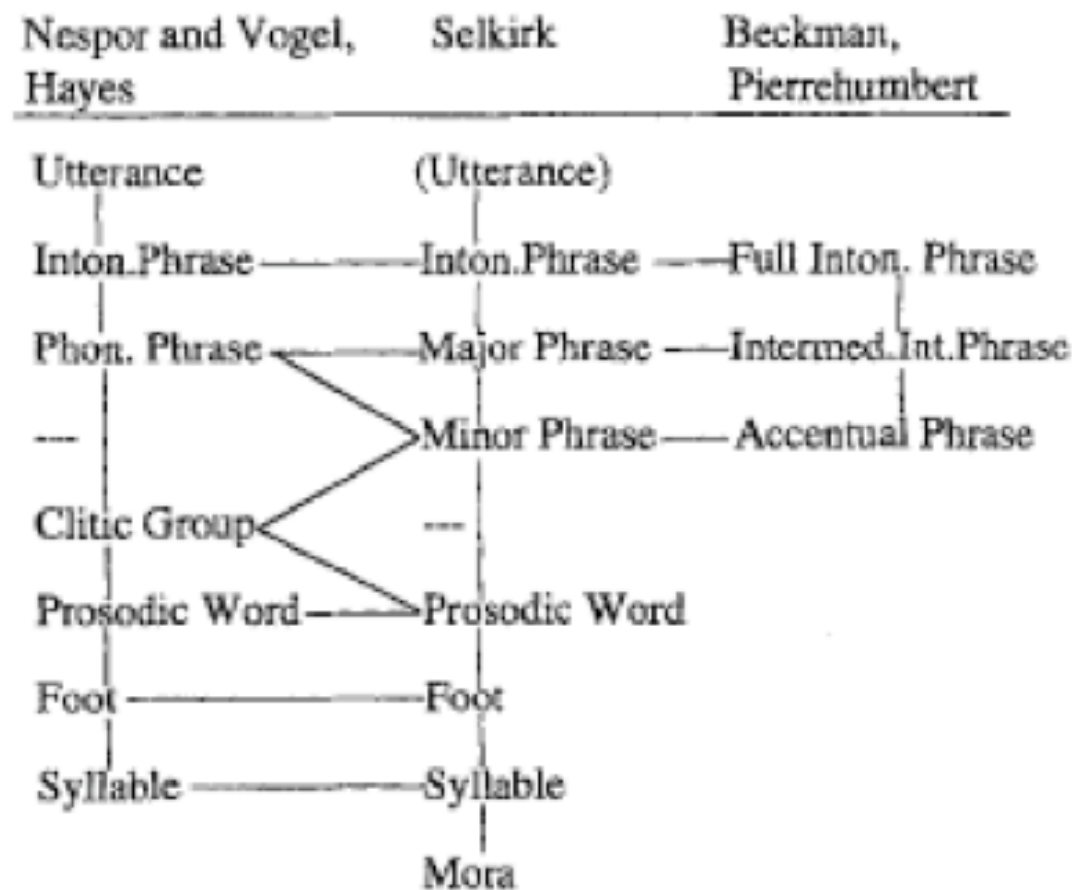 Nespor and Vogel, Selkirk Beckman,
Hayes Pierrehumbert
Utterance (Utterance)
Inton.Phrase Inton.Phrase Full Inton. Phrase
Phon. Phrase Major Phrase Intermed.Int.Phrase
--- Minor Phrase Accentual Phrase
Clitic Group ---
Prosodic Word Prosodic Word
Foot Foot
Syllable Syllable
Mora